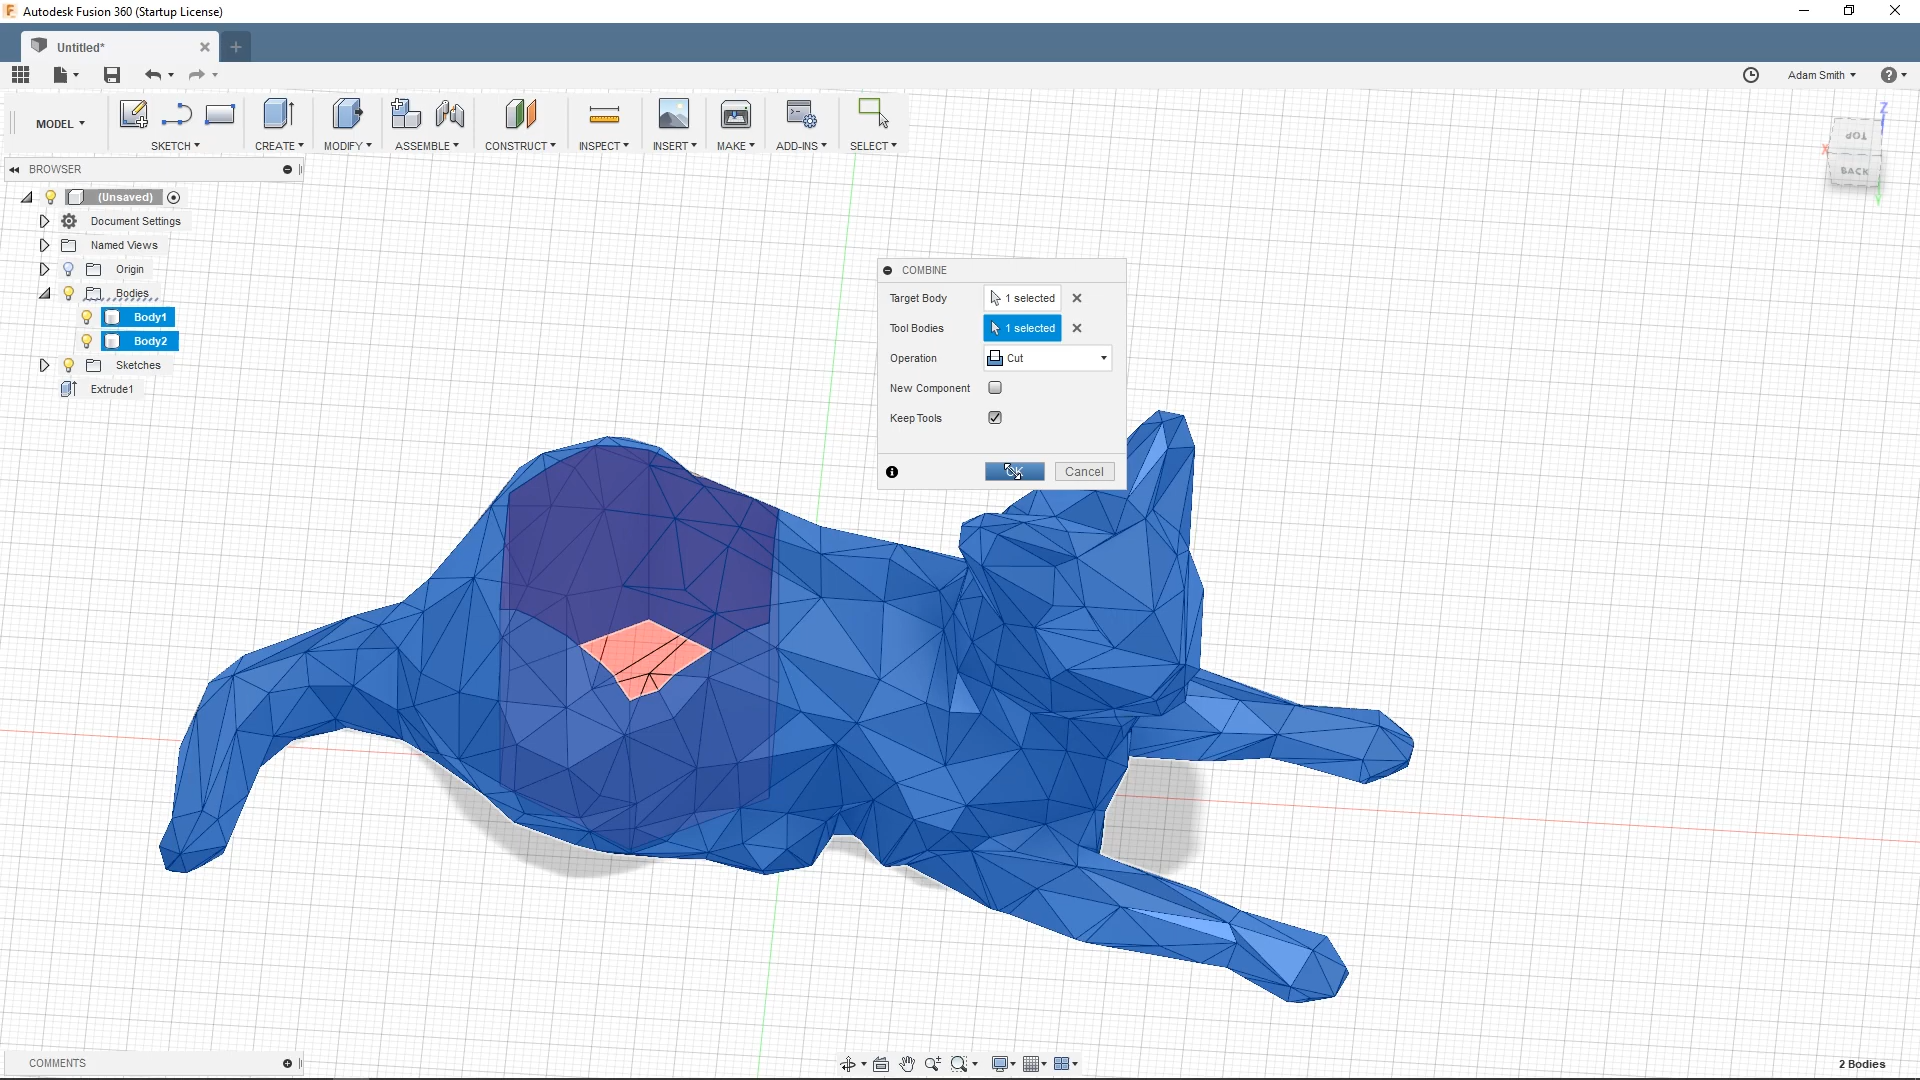 Autodesk Fusion 360 (Startup License)
Untitled*
Adam Smith
MODEL
SKETCH
CREATE
MODIFY
ASSEMBLE
CONSTRUCT
INSPECT
INSERT
MAKE
ADD-INS
SELECT
Z
TOP
X
BACK
Y
BROWSER
(Unsaved)
Document Settings
Named Views
Origin
Bodies
Body1
Body2
Sketches
Extrude1
COMBINE
Target Body 1 selected
Tool Bodies 1 selected
Operation Cut
New Component
Keep Tools
OK Cancel
COMMENTS
2 Bodies